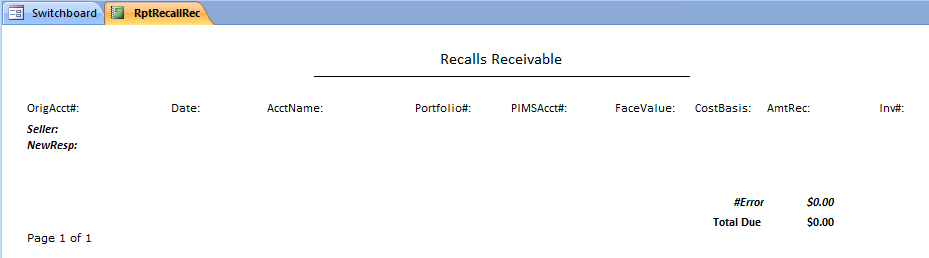 Switchboard RptRecallRec
Recalls Receivable
OrigAcct#: Date: AcctName: Portfolio#: PIMSAcct#: FaceValue: CostBasis: AmtRec: Inv#:
Seller:
NewResp:
#Error $0.00
Total Due $0.00
Page 1 of 1